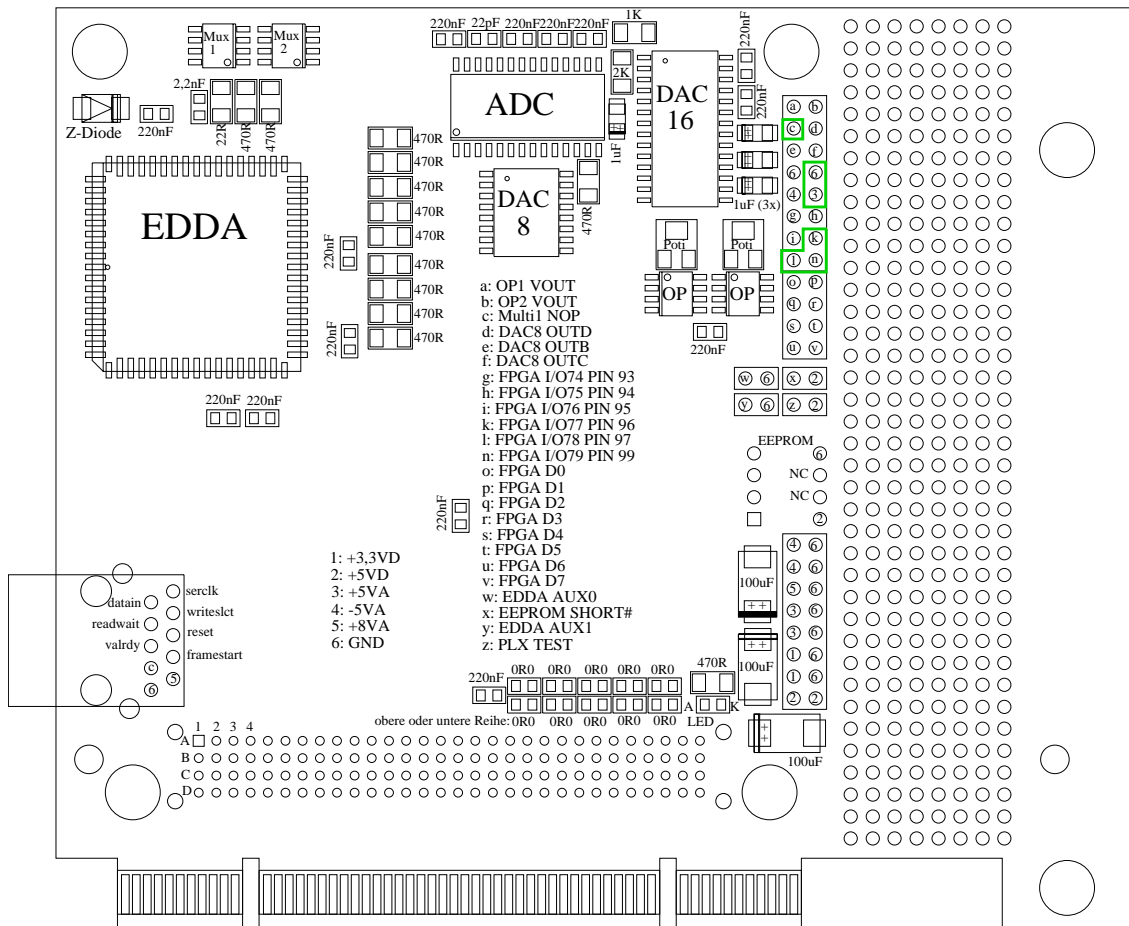 220nF 22pF 220nF 220nF 220nF
1K
220nF
Mux 1
Mux 2
2K
2,2nF
ADC
DAC 16
220nF
Z-Diode
220nF
22R
470R
470R
470R
470R
470R
470R
470R
470R
470R
470R
1uF
470R
1uF (3x)
DAC 8
EDDA
220nF
220nF
220nF 220nF
Poti
Poti
OP
OP
220nF
a b
c d
e f
6 6
4 3
g h
i k
l n
o p
q r
s t
u v
w 6 x 2
y 6 z 2
a: OP1 VOUT
b: OP2 VOUT
c: Multi1 NOP
d: DAC8 OUTD
e: DAC8 OUTB
f: DAC8 OUTC
g: FPGA I/O74 PIN 93
h: FPGA I/O75 PIN 94
i: FPGA I/O76 PIN 95
k: FPGA I/O77 PIN 96
l: FPGA I/O78 PIN 97
n: FPGA I/O79 PIN 99
o: FPGA D0
p: FPGA D1
q: FPGA D2
r: FPGA D3
s: FPGA D4
t: FPGA D5
u: FPGA D6
v: FPGA D7
w: EDDA AUX0
x: EEPROM SHORT#
y: EDDA AUX1
z: PLX TEST
220nF
1: +3,3VD
2: +5VD
3: +5VA
4: -5VA
5: +8VA
6: GND
EEPROM
6
NC
NC
2
4 6
4 6
5 6
3 6
3 6
1 6
1 6
2 2
100uF
100uF
100uF
serclk
datain
writeslct
readwait
reset
valrdy
framestart
c
5
6
220nF
0R0 0R0 0R0 0R0 0R0
470R
A K
LED
obere oder untere Reihe: 0R0 0R0 0R0 0R0 0R0
1 2 3 4
A
B
C
D